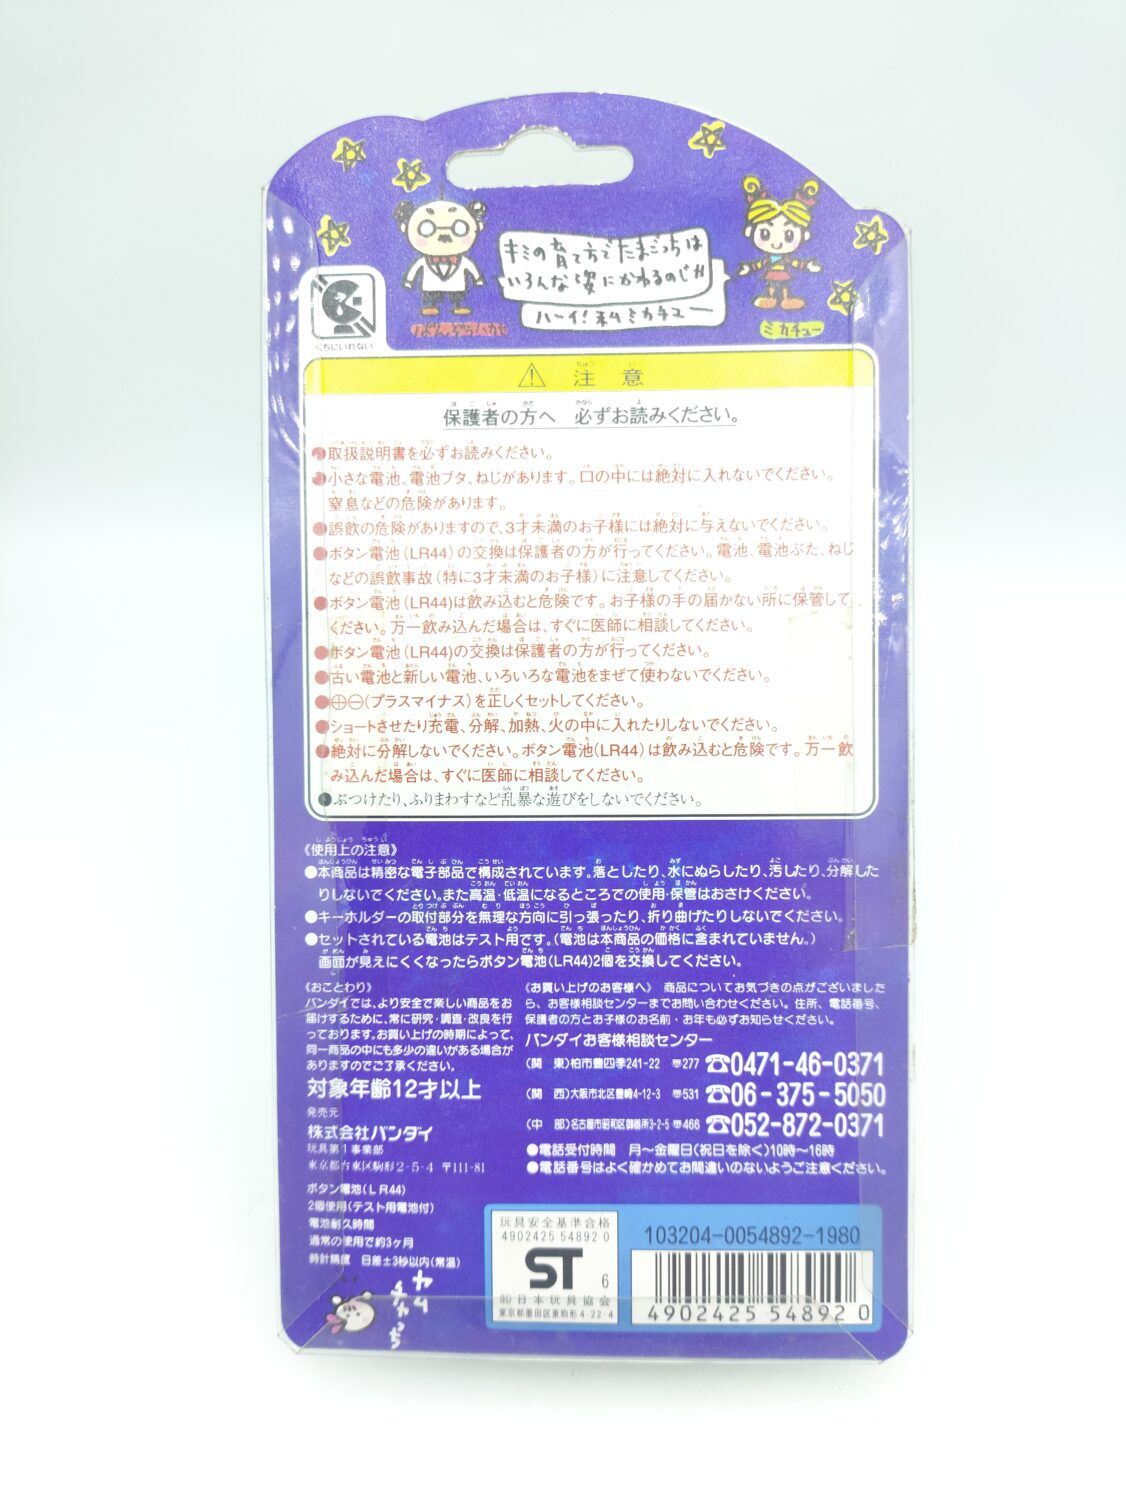 キミの育て方でたまごっちは
いろんな姿にかわるのじゃ!!
ハーイ!私ミカチュー
ばんぞうハカセ
ミカチュー
くちにいれない
注意
保護者の方へ 必ずお読みください。
●取扱説明書を必ずお読みください。
●小さな電池、電池ブタ、ねじがあります。口の中には絶対に入れないでください。
窒息などの危険があります。
●誤飲の危険がありますので、3才未満のお子様には絶対に与えないでください。
●ボタン電池(LR44)の交換は保護者の方が行ってください。電池、電池ぶた、ねじ
などの誤飲事故(特に3才未満のお子様)に注意してください。
●ボタン電池(LR44)は飲み込むと危険です。お子様の手の届かない所に保管して
ください。万一飲み込んだ場合は、すぐに医師に相談してください。
●ボタン電池(LR44)の交換は保護者の方が行ってください。
●古い電池と新しい電池、いろいろな電池をまぜて使わないでください。
●⊕⊖(プラスマイナス)を正しくセットしてください。
●ショートさせたり充電、分解、加熱、火の中に入れたりしないでください。
●絶対に分解しないでください。ボタン電池(LR44)は飲み込むと危険です。万一飲
み込んだ場合は、すぐに医師に相談してください。
●ぶつけたり、ふりまわすなど乱暴な遊びをしないでください。
《使用上の注意》
●本商品は精密な電子部品で構成されています。落としたり、水にぬらしたり、汚したり、分解した
りしないでください。また高温・低温になるところでの使用・保管はおさけください。
●キーホルダーの取付部分を無理な方向に引っ張ったり、折り曲げたりしないでください。
●セットされている電池はテスト用です。(電池は本商品の価格に含まれていません。)
画面が見えにくくなったらボタン電池(LR44)2個を交換してください。
《おことわり》
バンダイでは、より安全で楽しい商品をお
届けするために、常に研究・調査・改良を行
っております。お買い上げの時期によって、
同一商品の中にも多少の違いがある場合が
ありますのでご了承ください。
対象年齢12才以上
発売元
株式会社バンダイ
玩具第1事業部
東京都台東区駒形2-5-4 〒111-81
ボタン電池(LR44)
2個使用(テスト用電池付)
電池耐久時間
通常の使用で約3ヶ月
時計精度 日差±3秒以内(常温)
《お買い上げのお客様へ》 商品についてお気づきの点がございました
ら、お客様相談センターまでお問い合わせください。住所、電話番号、
保護者の方とお子様のお名前・お年も必ずお知らせください。
バンダイお客様相談センター
(関 東)柏市豊四季241-22 〒277 ☎0471-46-0371
(関 西)大阪市北区豊崎4-12-3 〒531 ☎06-375-5050
(中 部)名古屋市昭和区御器所3-2-5 〒466 ☎052-872-0371
●電話受付時間 月〜金曜日(祝日を除く)10時〜16時
●電話番号はよく確かめてお間違いのないようご注意ください。
玩具安全基準合格
4902425 54892 0
ST 6
㈳日本玩具協会
東京都墨田区東駒形4-22-4
103204-0054892-1980
4902425 548920